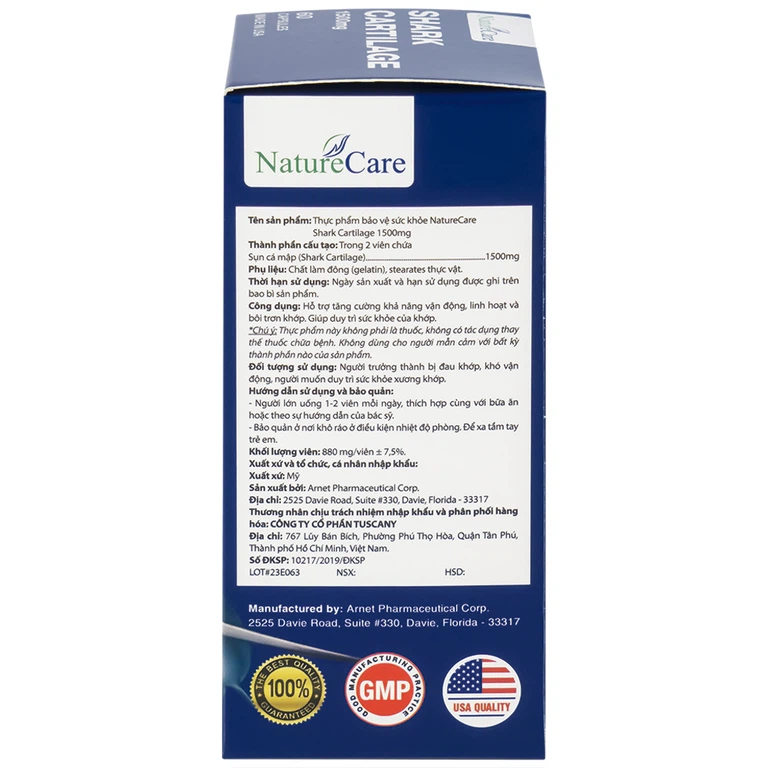 NatureCare
SHARK
CARTILAGE
1500mg
60
CAPSULES
MADE IN USA
NatureCare
Tên sản phẩm: Thực phẩm bảo vệ sức khỏe NatureCare
Shark Cartilage 1500mg
Thành phần cấu tạo: Trong 2 viên chứa
Sụn cá mập (Shark Cartilage)............................1500mg
Phụ liệu: Chất làm đông (gelatin), stearates thực vật.
Thời hạn sử dụng: Ngày sản xuất và hạn sử dụng được ghi trên
bao bì sản phẩm.
Công dụng: Hỗ trợ tăng cường khả năng vận động, linh hoạt và
bôi trơn khớp. Giúp duy trì sức khỏe của khớp.
*Chú ý: Thực phẩm này không phải là thuốc, không có tác dụng thay
thế thuốc chữa bệnh. Không dùng cho người mẫn cảm với bất kỳ
thành phần nào của sản phẩm.
Đối tượng sử dụng: Người trưởng thành bị đau khớp, khó vận
động, người muốn duy trì sức khỏe xương khớp.
Hướng dẫn sử dụng và bảo quản:
- Người lớn uống 1-2 viên mỗi ngày, thích hợp cùng với bữa ăn
hoặc theo sự hướng dẫn của bác sỹ.
- Bảo quản ở nơi khô ráo ở điều kiện nhiệt độ phòng. Để xa tầm tay
trẻ em.
Khối lượng viên: 880 mg/viên ± 7,5%.
Xuất xứ và tổ chức, cá nhân nhập khẩu:
Xuất xứ: Mỹ
Sản xuất bởi: Arnet Pharmaceutical Corp.
Địa chỉ: 2525 Davie Road, Suite #330, Davie, Florida - 33317
Thương nhân chịu trách nhiệm nhập khẩu và phân phối hàng
hóa: CÔNG TY CỔ PHẦN TUSCANY
Địa chỉ: 767 Lũy Bán Bích, Phường Phú Thọ Hòa, Quận Tân Phú,
Thành phố Hồ Chí Minh, Việt Nam.
Số ĐKSP: 10217/2019/ĐKSP
LOT#23E063 NSX: HSD:
Manufactured by: Arnet Pharmaceutical Corp.
2525 Davie Road, Suite #330, Davie, Florida - 33317
THE BEST QUALITY
100%
GUARANTEED
GOOD MANUFACTURING PRACTICE
GMP
USA QUALITY